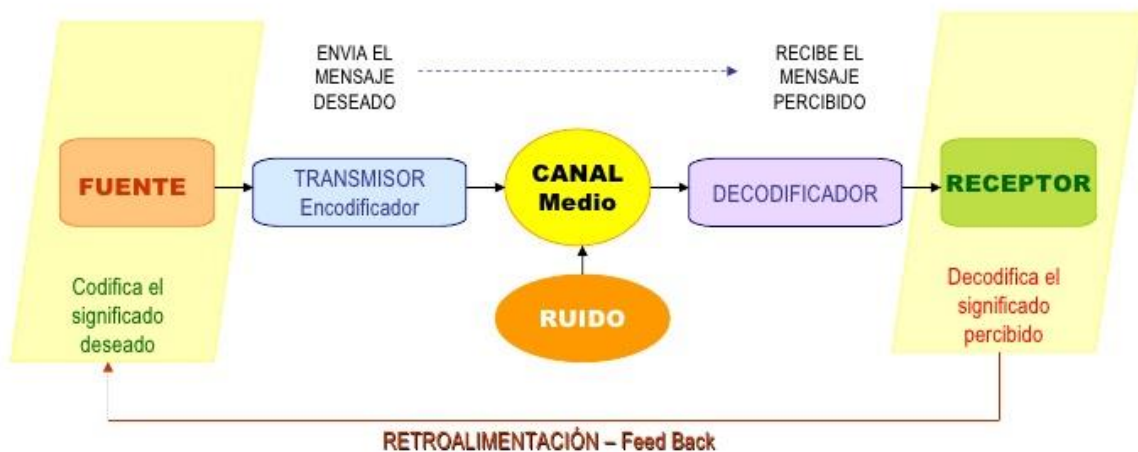 ENVIA EL
MENSAJE
DESEADO
RECIBE EL
MENSAJE
PERCIBIDO
FUENTE
TRANSMISOR
Encodificador
CANAL
Medio
DECODIFICADOR
RECEPTOR
RUIDO
Codifica el
significado
deseado
Decodifica el
significado
percibido
RETROALIMENTACIÓN – Feed Back